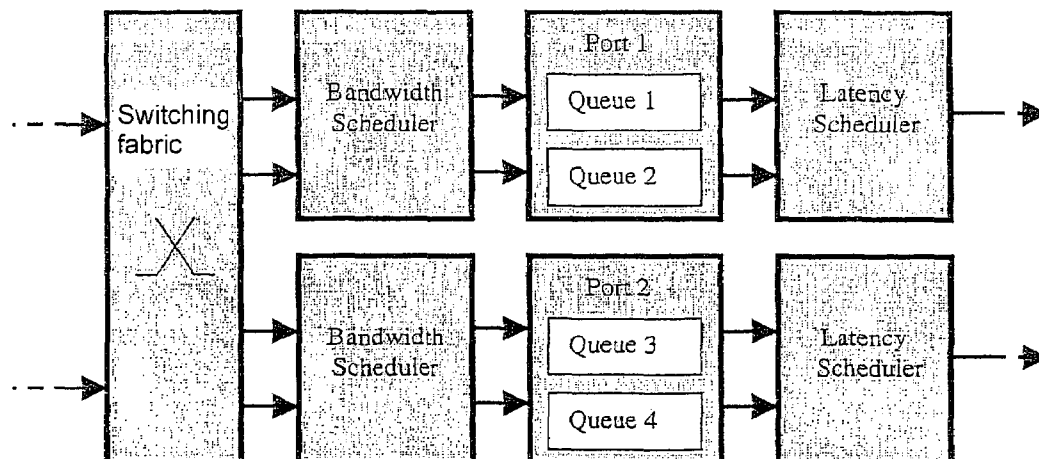 Switching
fabric
Bandwidth
Scheduler
Port 1
Queue 1
Queue 2
Latency
Scheduler
Bandwidth
Scheduler
Port 2
Queue 3
Queue 4
Latency
Scheduler